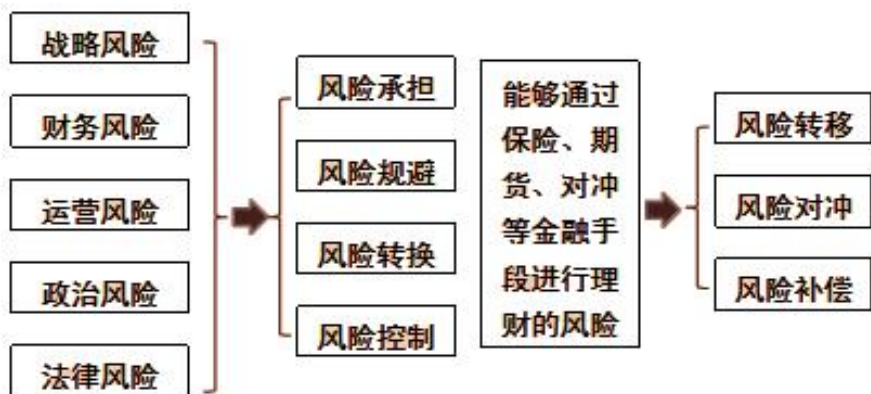 战略风险
财务风险
运营风险
政治风险
法律风险
风险承担
风险规避
风险转换
风险控制
能够通过
保险、期
货、对冲
等金融手
段进行理
财的风险
风险转移
风险对冲
风险补偿